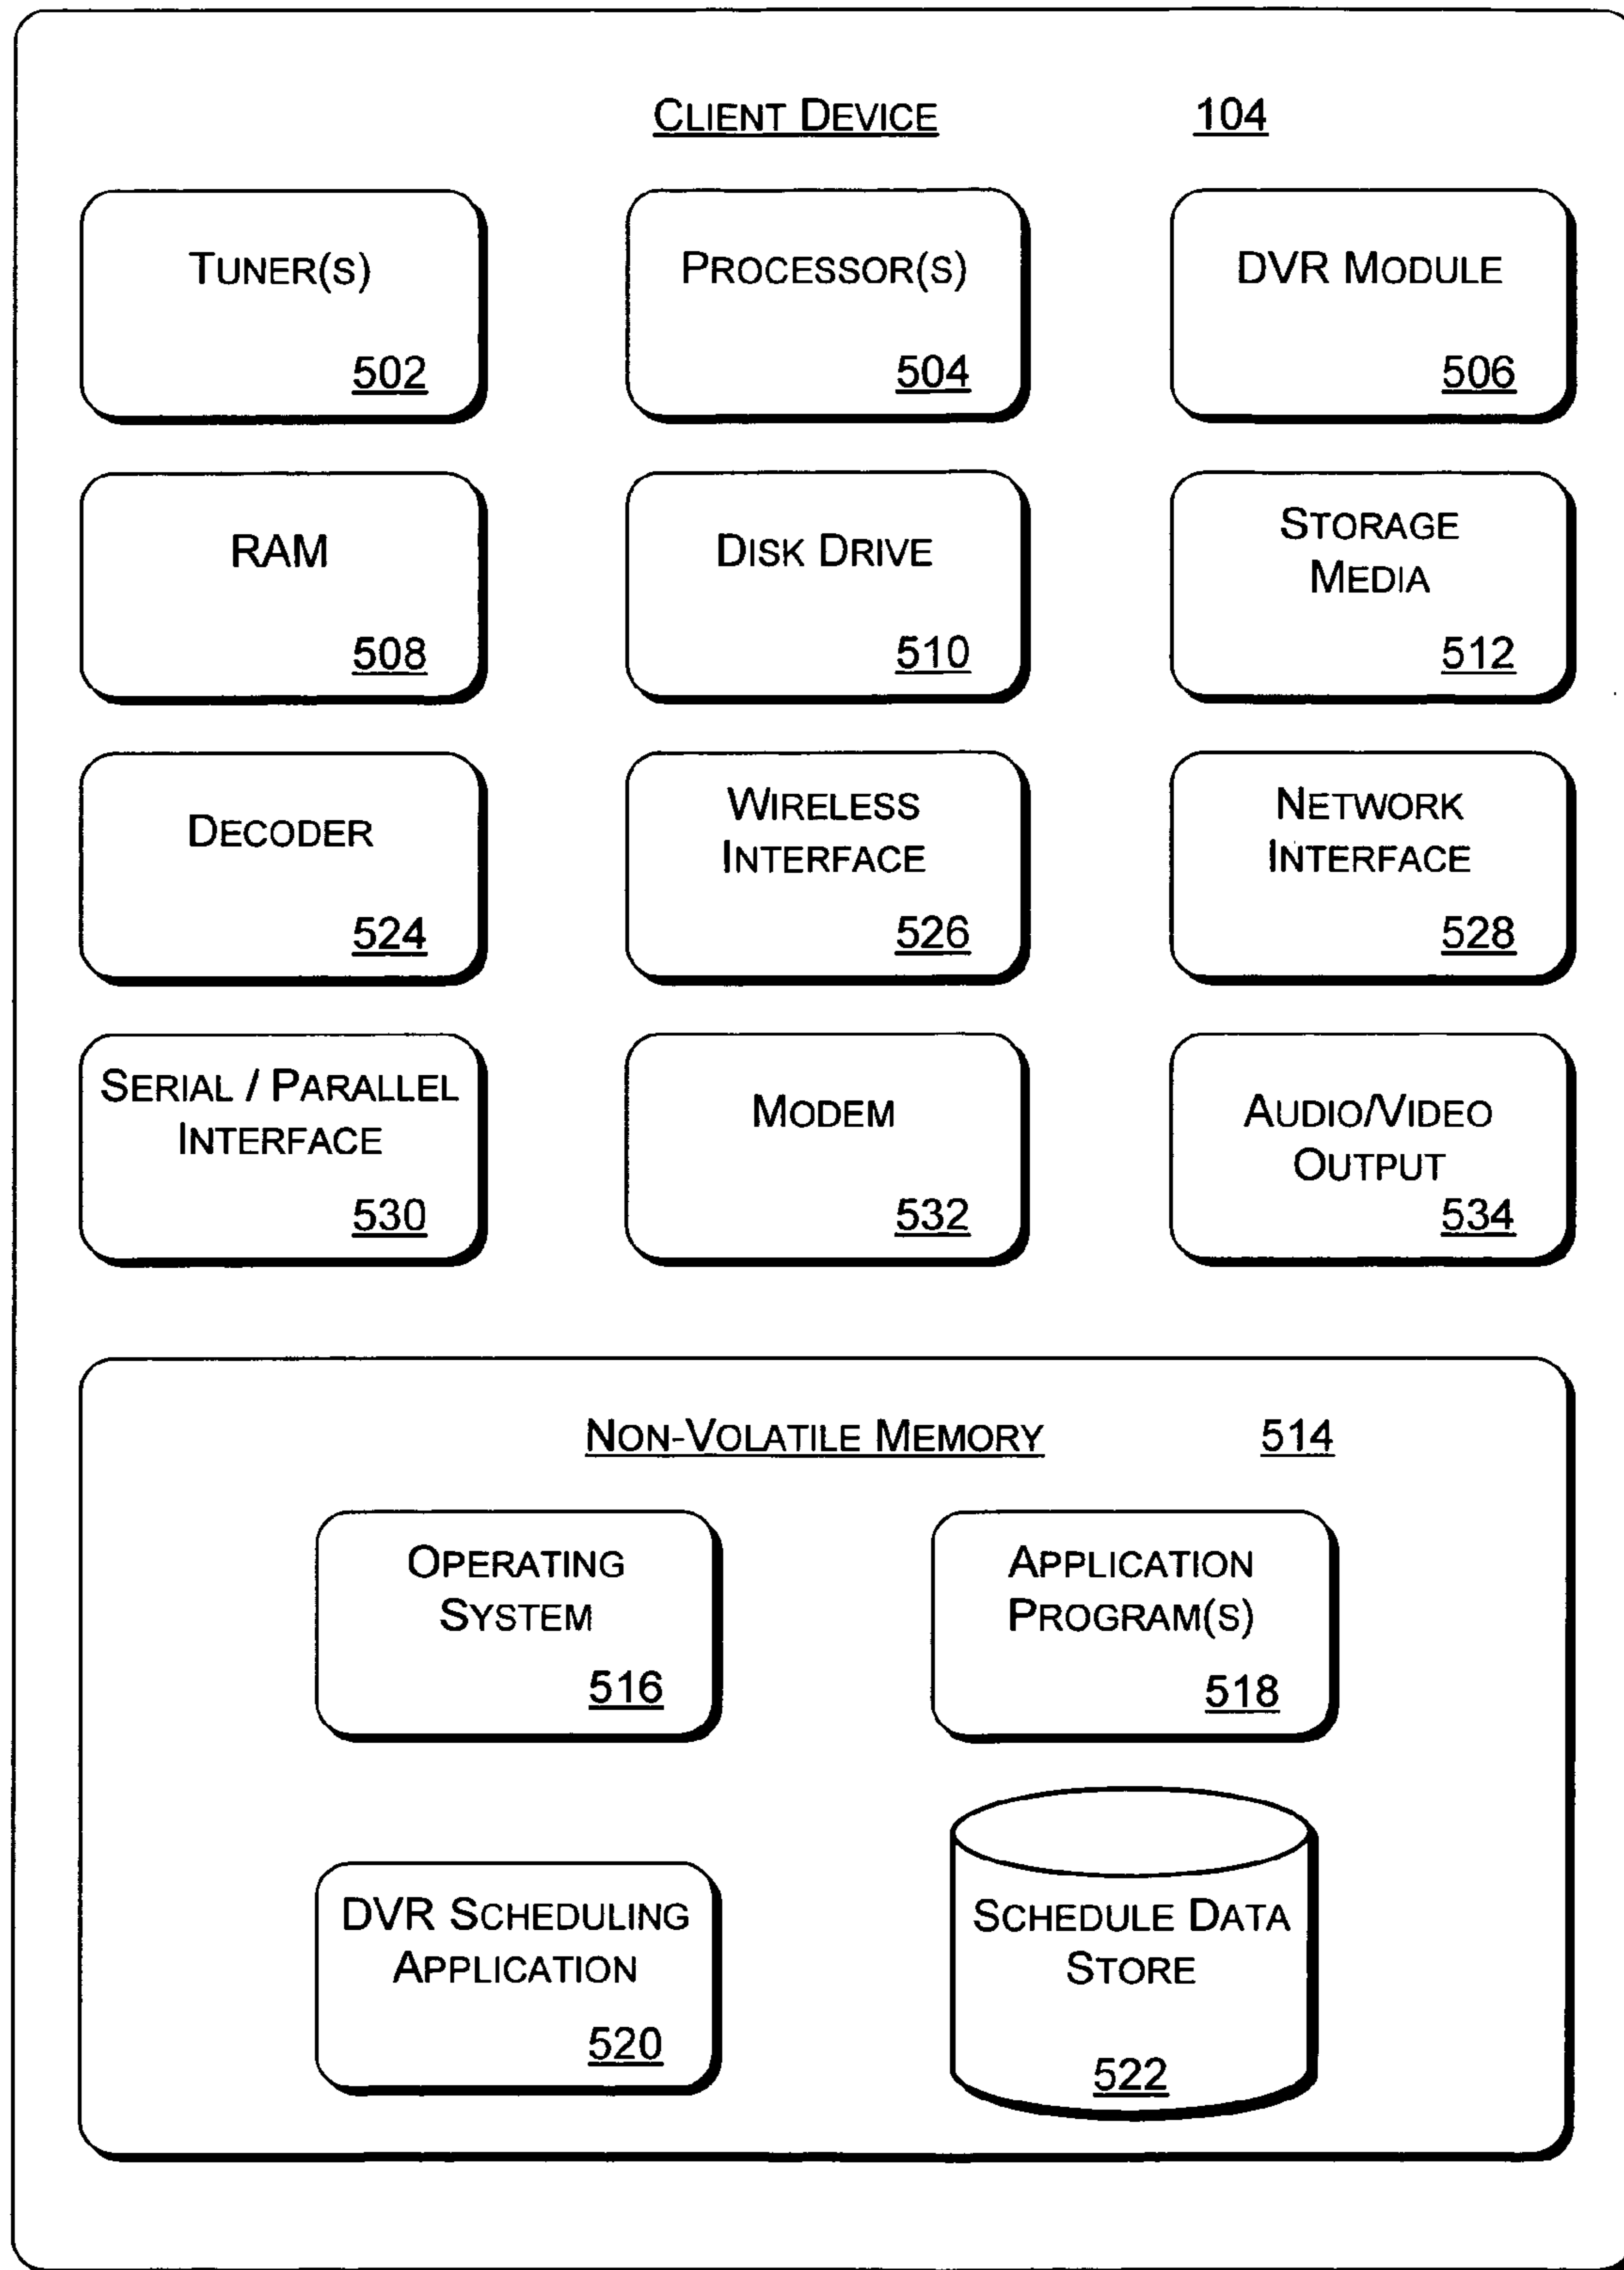 CLIENT DEVICE 104
TUNER(S)
502
PROCESSOR(S)
504
DVR MODULE
506
RAM
508
DISK DRIVE
510
STORAGE
MEDIA
512
DECODER
524
WIRELESS
INTERFACE
526
NETWORK
INTERFACE
528
SERIAL / PARALLEL
INTERFACE
530
MODEM
532
AUDIO/VIDEO
OUTPUT
534
NON-VOLATILE MEMORY 514
OPERATING
SYSTEM
516
APPLICATION
PROGRAM(S)
518
DVR SCHEDULING
APPLICATION
520
SCHEDULE DATA
STORE
522